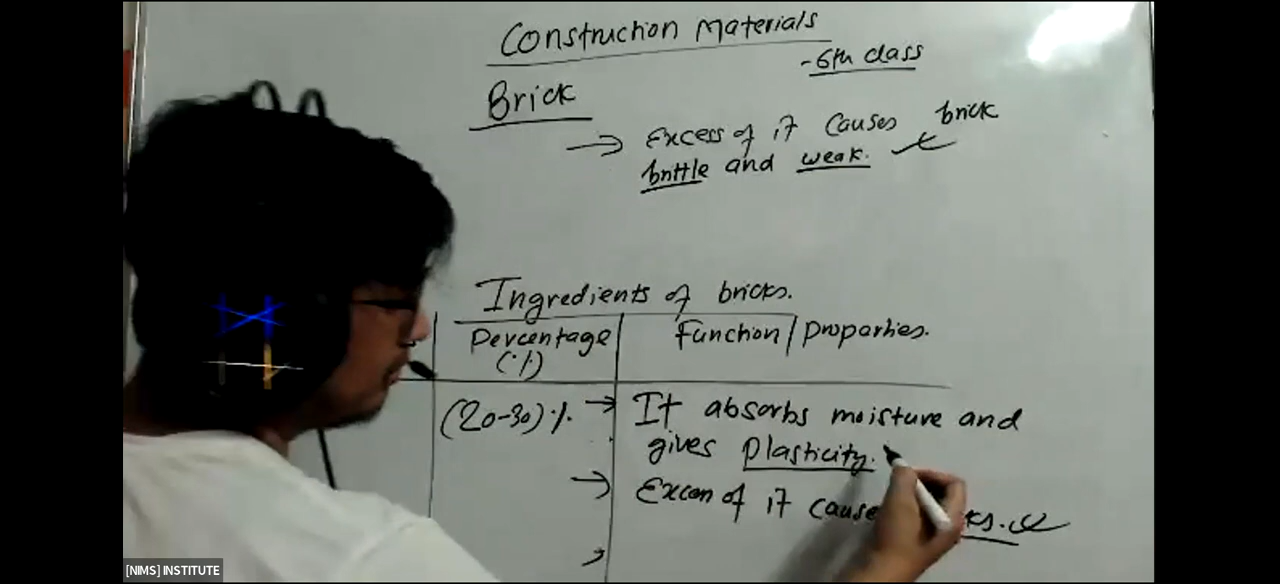 Construction Materials
- 6th class
Brick
→ Excess of it causes brick
brittle and weak.
Ingredients of bricks.
Percentage
(%)
Function/properties.
(20-30)%
→ It absorbs moisture and
gives plasticity.
→ Excess of it
[NIMS] INSTITUTE